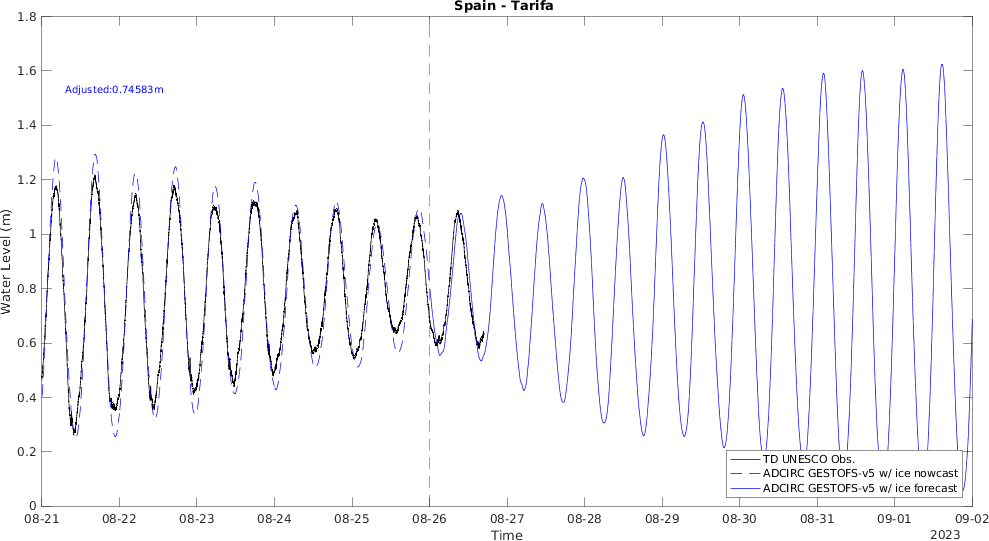 Spain - Tarifa
1.8
1.6
1.4
1.2
1
0.8
0.6
0.4
0.2
0
Water Level (m)
Adjusted:0.74583m
TD UNESCO Obs.
ADCIRC GESTOFS-v5 w/ ice nowcast
ADCIRC GESTOFS-v5 w/ ice forecast
08-21 08-22 08-23 08-24 08-25 08-26 08-27 08-28 08-29 08-30 08-31 09-01 09-02
Time
2023